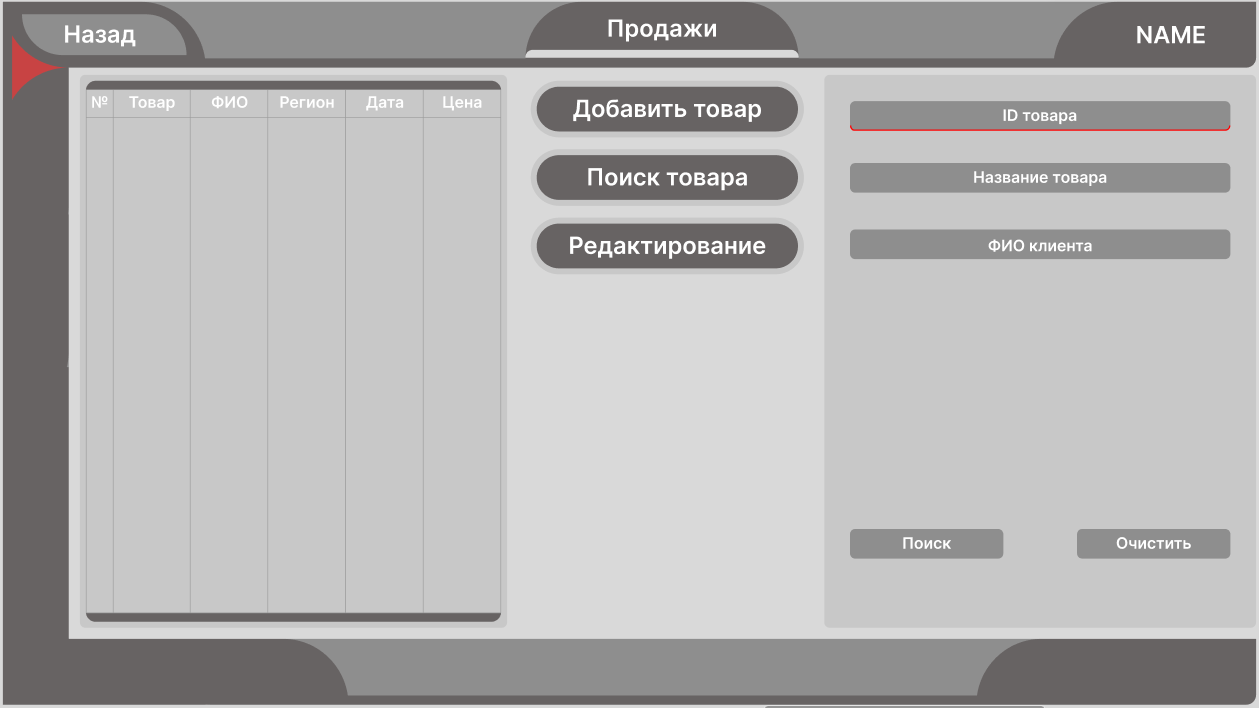 Назад
Продажи
NAME
№ Товар ФИО Регион Дата Цена
Добавить товар
Поиск товара
Редактирование
ID товара
Название товара
ФИО клиента
Поиск
Очистить